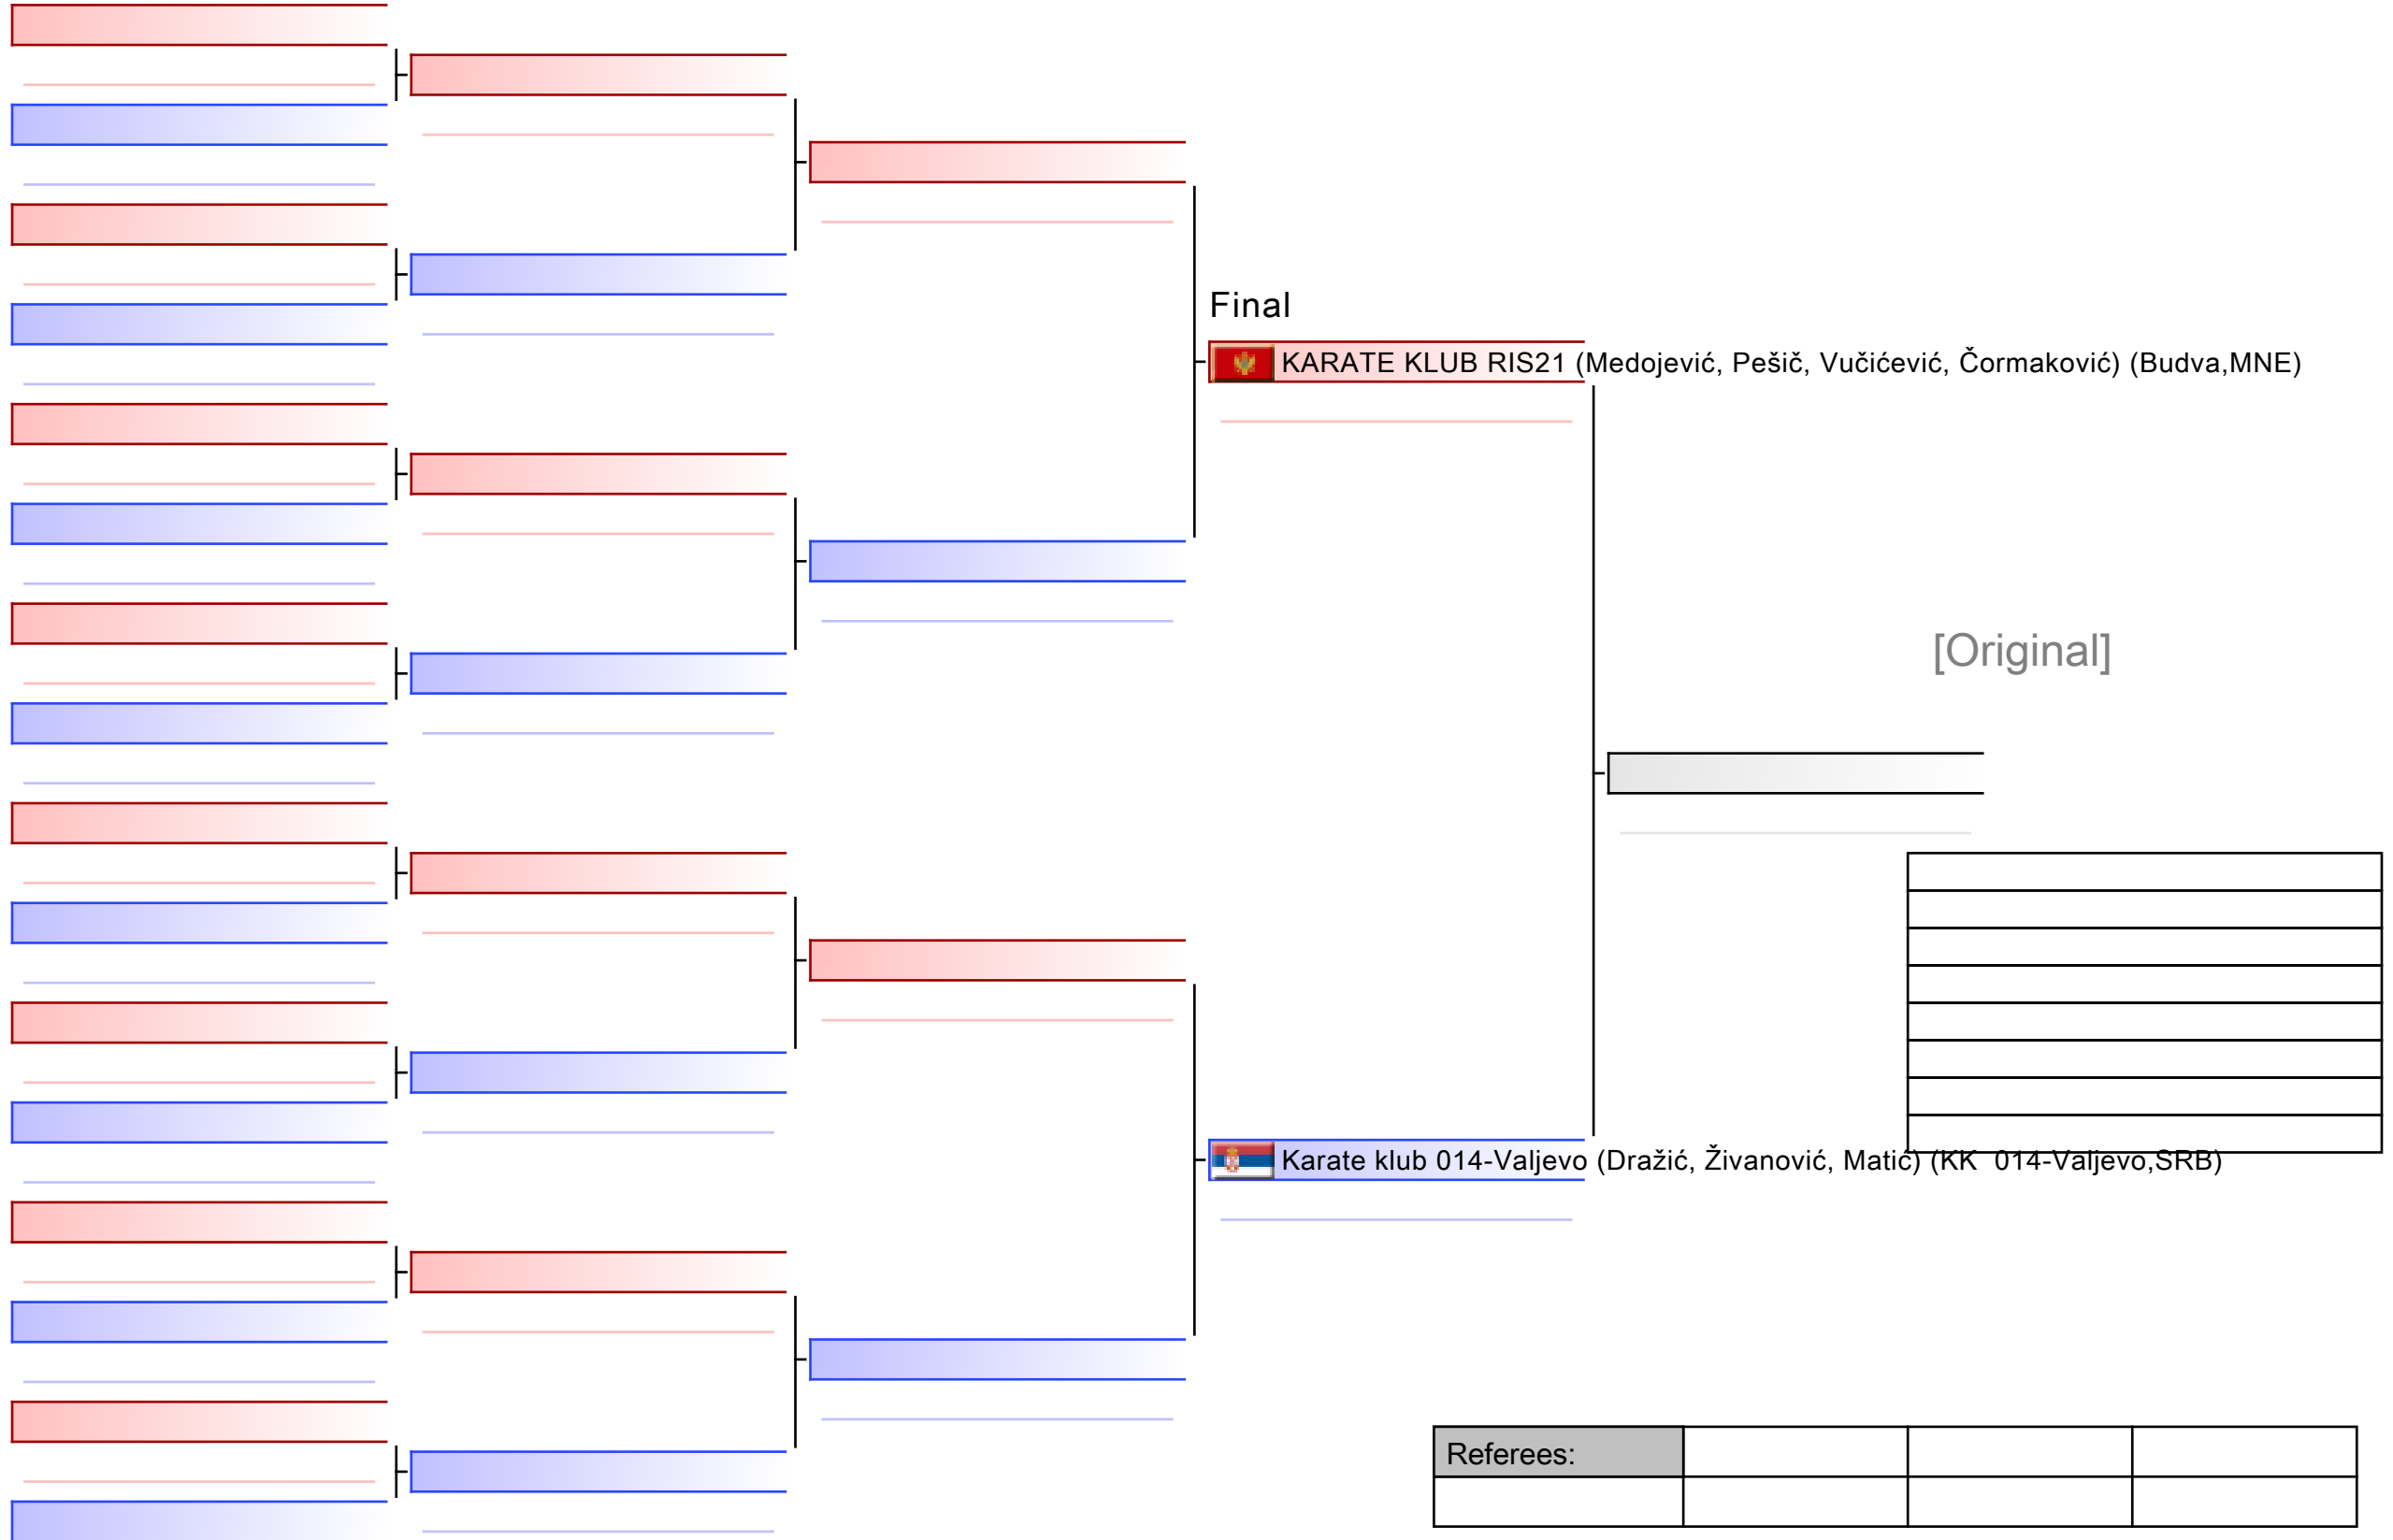 Final
KARATE KLUB RIS21 (Medojević, Pešič, Vučićević, Čormaković) (Budva,MNE)
[Original]
Karate klub 014-Valjevo (Dražić, Živanović, Matić) (KK  014-Valjevo,SRB)
Referees: